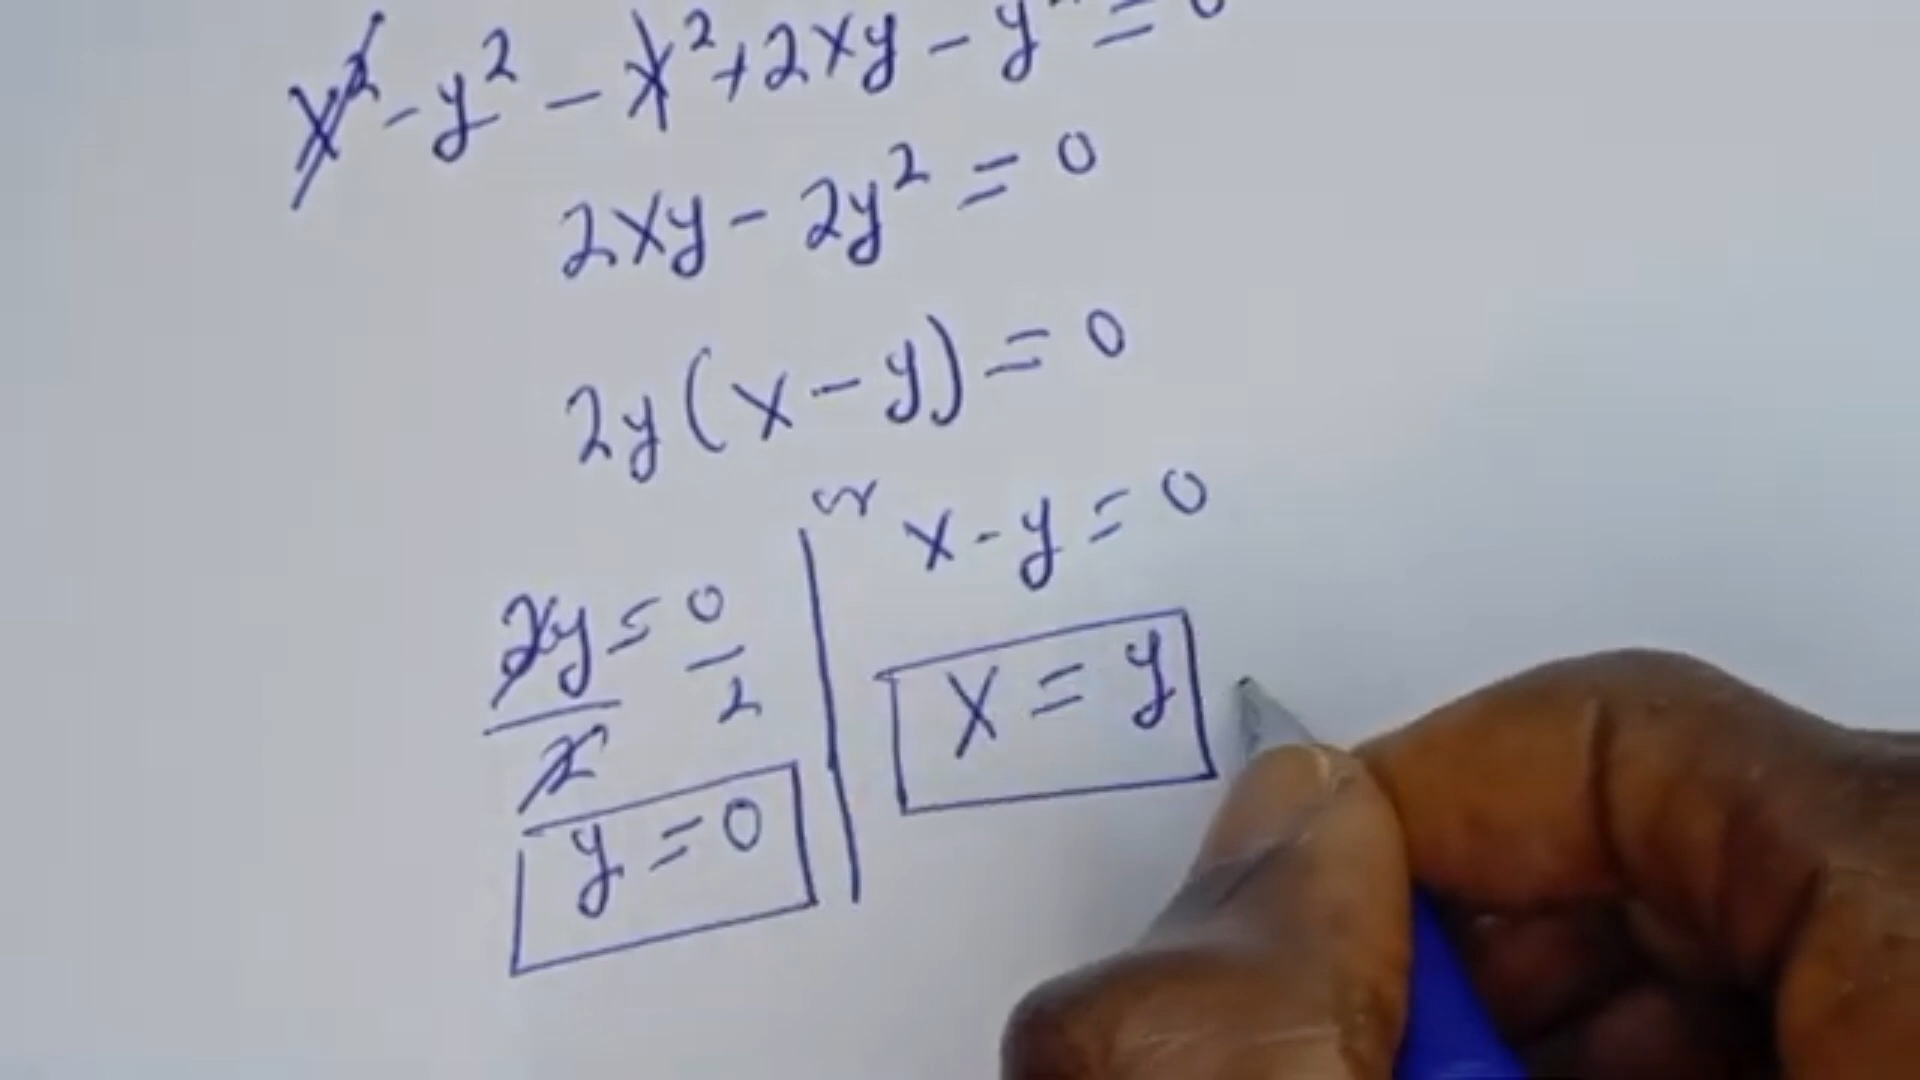 x² - y² - x² + 2xy - y² = 0
2xy - 2y² = 0
2y(x - y) = 0
or x - y = 0
2y/2 = 0/2
x = y
y = 0